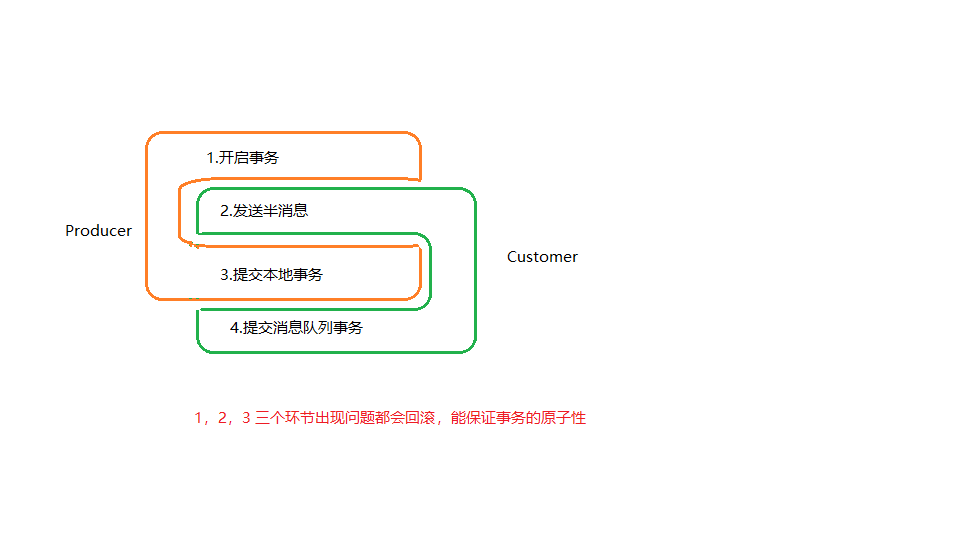 1.开启事务
2.发送半消息
Producer
Customer
3.提交本地事务
4.提交消息队列事务
1，2，3 三个环节出现问题都会回滚，能保证事务的原子性